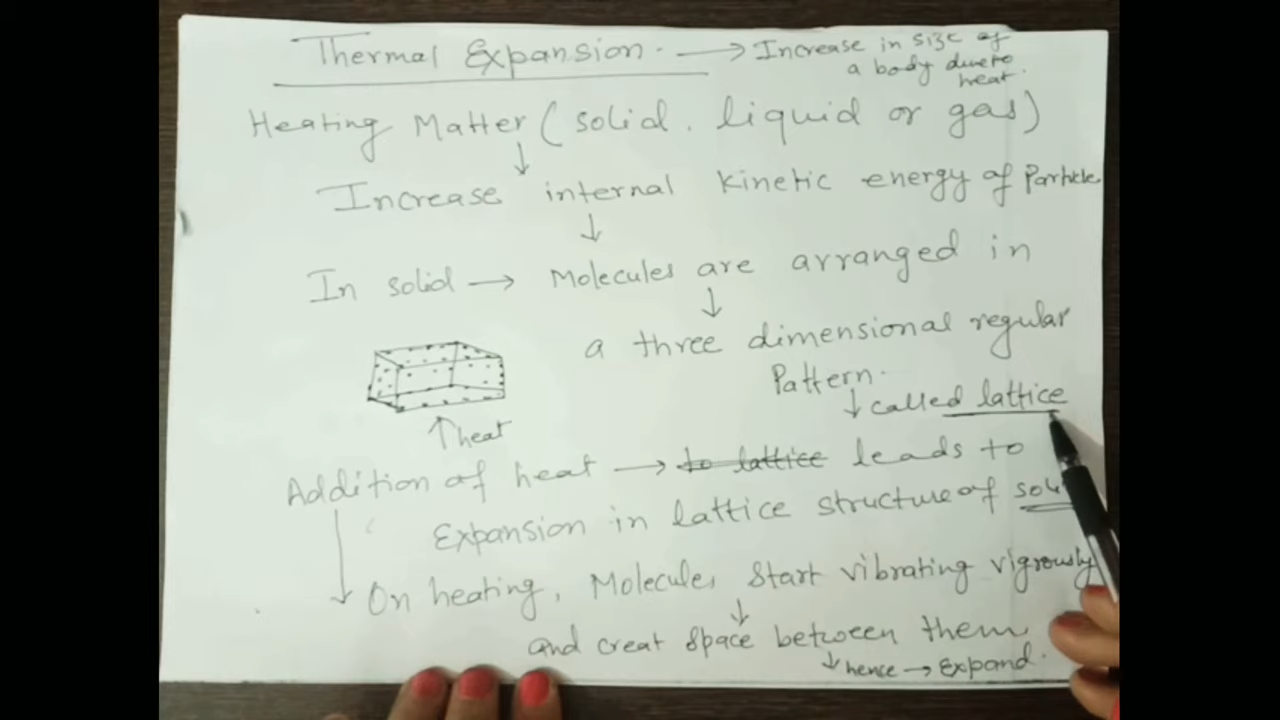 Thermal Expansion. → Increase in size of
a body due to
heat.
Heating Matter (solid, liquid or gas)
↓
Increase internal kinetic energy of Particle
↓
In solid → Molecules are arranged in
↓
a three dimensional regular
Pattern.
↓ called lattice
↑ heat
Addition of heat → to lattice leads to
Expansion in lattice structure of
↓ On heating, Molecules start vibrating vigrously
↓
and creat space between them
↓ hence → Expand.